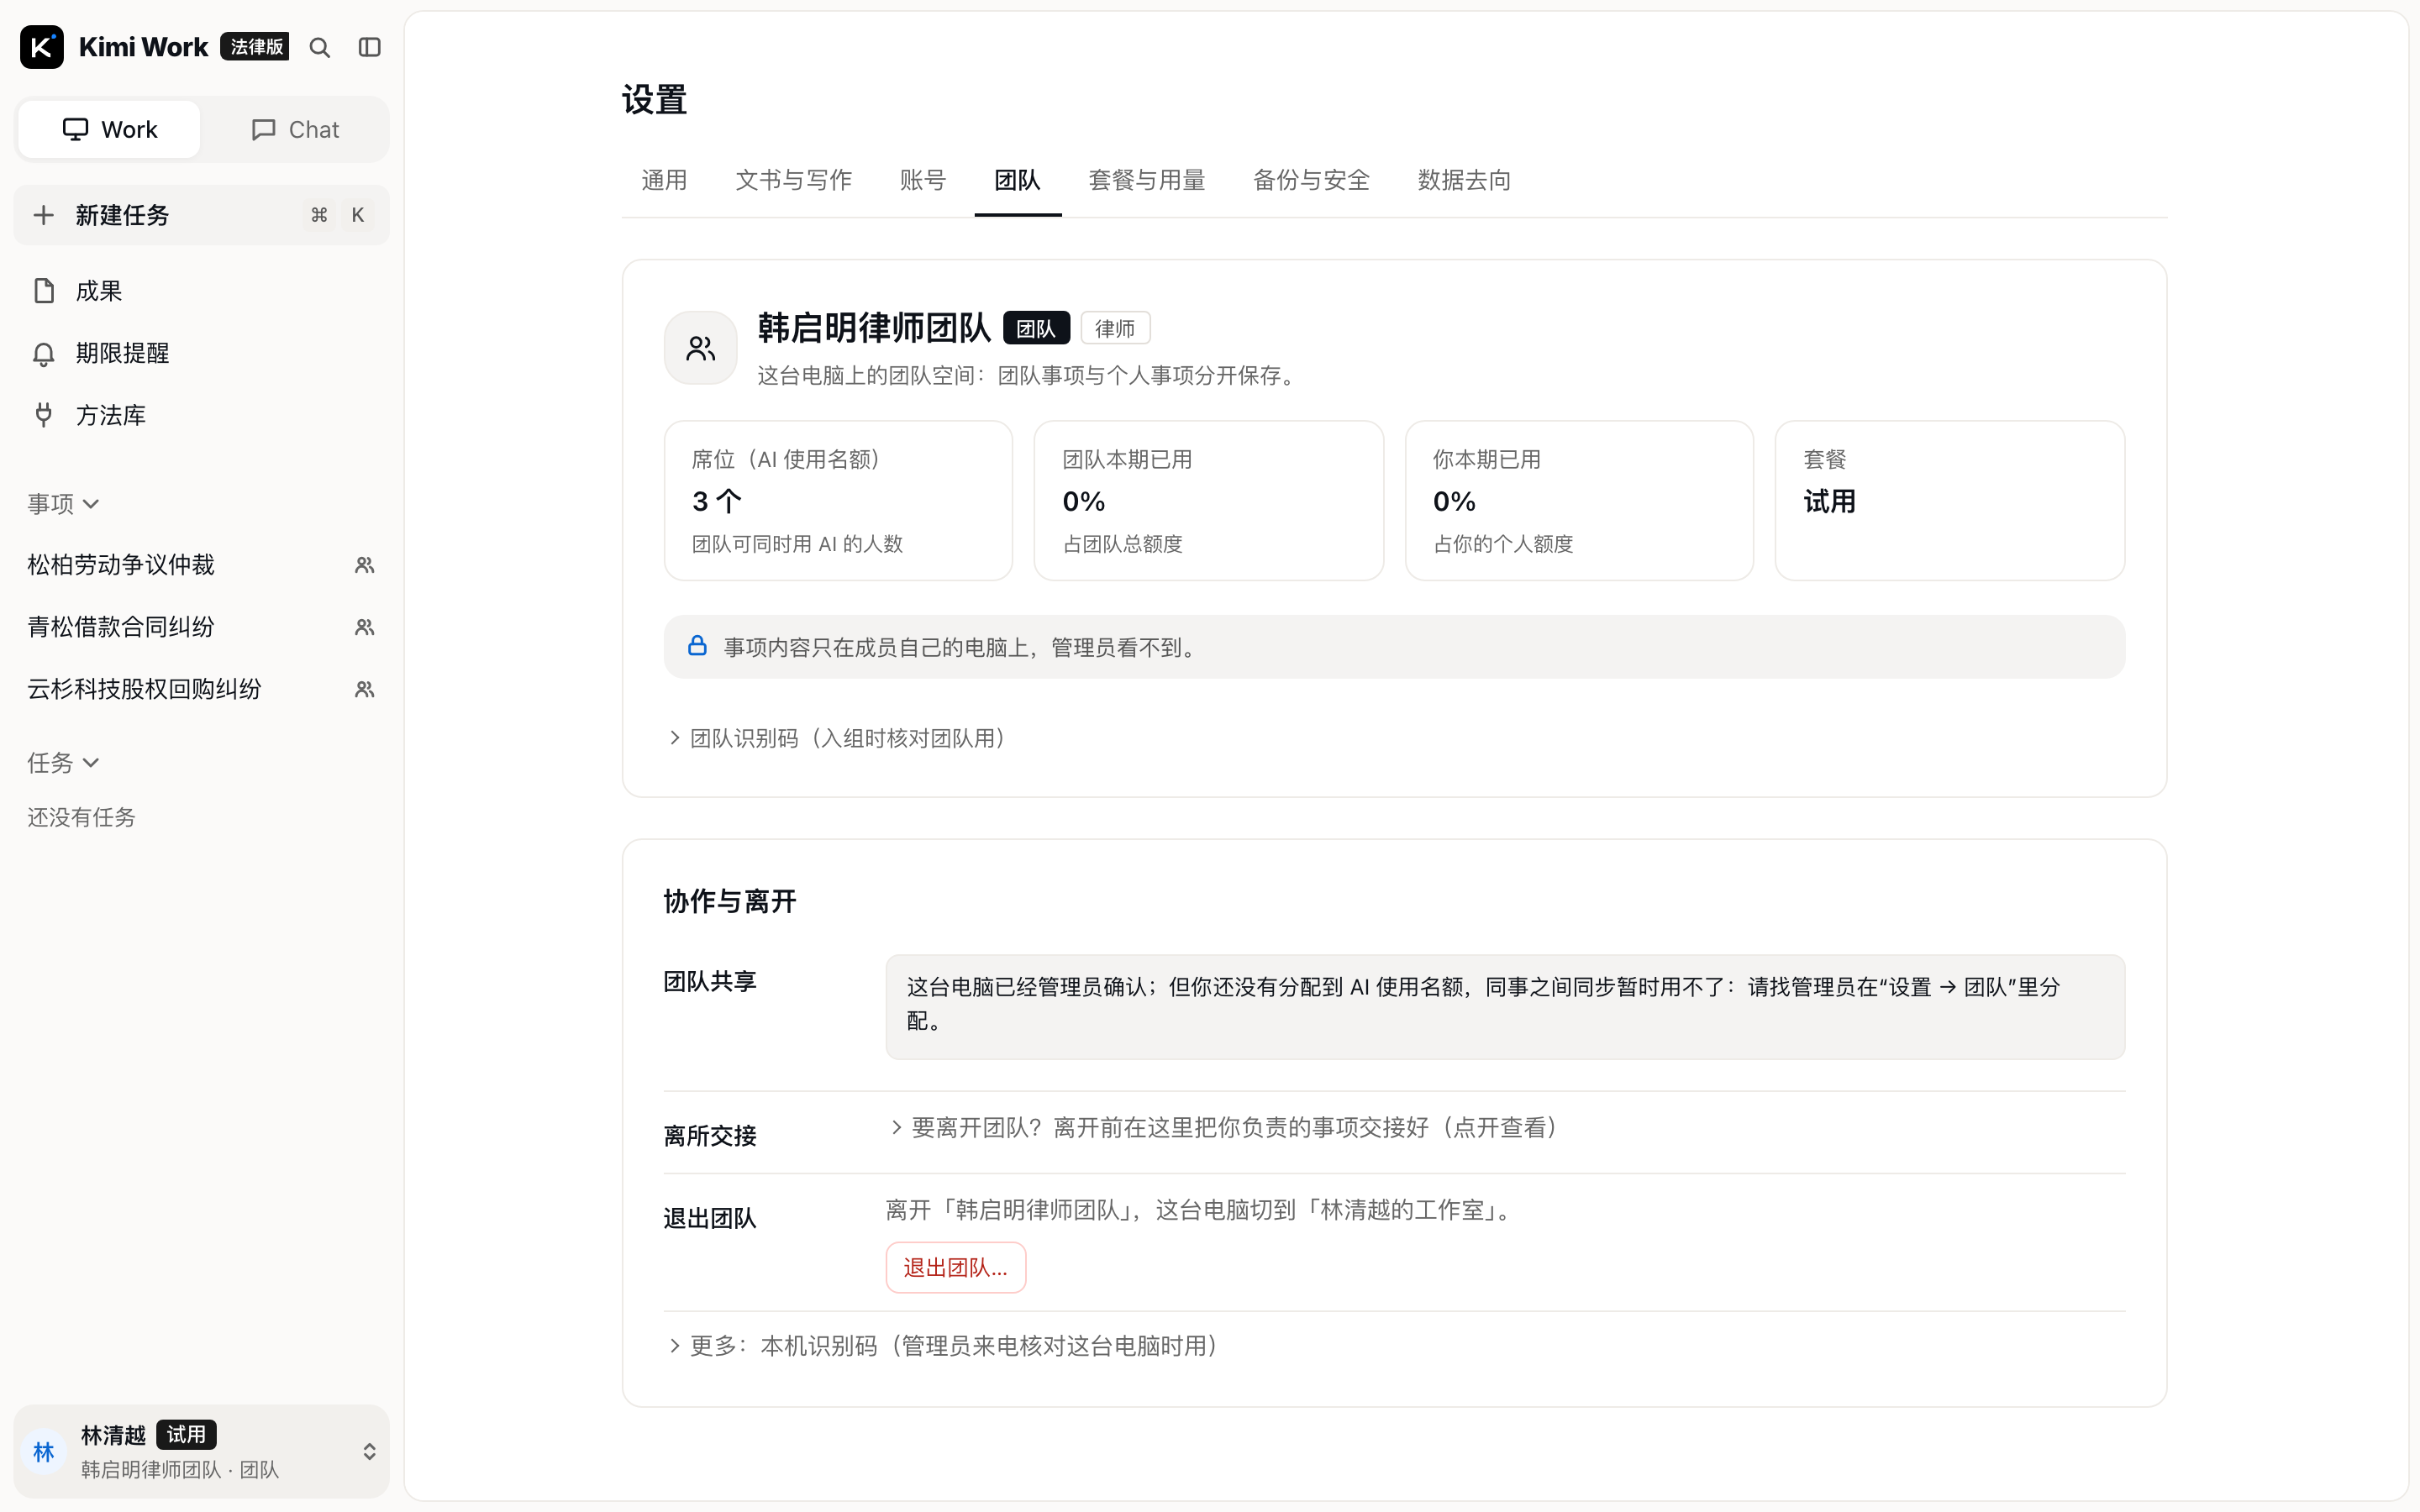 Kimi Work 法律版
Work
Chat
新建任务 ⌘ K
成果
期限提醒
方法库
事项
松柏劳动争议仲裁
青松借款合同纠纷
云杉科技股权回购纠纷
任务
还没有任务
林 林清越 试用
韩启明律师团队 · 团队
设置
通用 文书与写作 账号 团队 套餐与用量 备份与安全 数据去向
韩启明律师团队 团队 律师
这台电脑上的团队空间：团队事项与个人事项分开保存。
席位（AI 使用名额）
3 个
团队可同时用 AI 的人数
团队本期已用
0%
占团队总额度
你本期已用
0%
占你的个人额度
套餐
试用
事项内容只在成员自己的电脑上，管理员看不到。
团队识别码（入组时核对团队用）
协作与离开
团队共享
这台电脑已经管理员确认；但你还没有分配到 AI 使用名额，同事之间同步暂时用不了：请找管理员在“设置 → 团队”里分
配。
离所交接
要离开团队？离开前在这里把你负责的事项交接好（点开查看）
退出团队
离开「韩启明律师团队」，这台电脑切到「林清越的工作室」。
退出团队...
更多：本机识别码（管理员来电核对这台电脑时用）